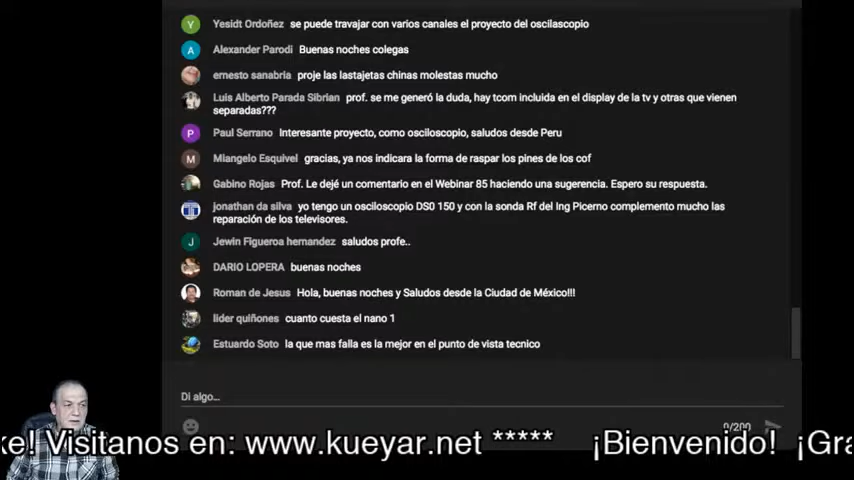 Y Yesidt Ordoñez se puede travajar con varios canales el proyecto del oscilascopio
A Alexander Parodi Buenas noches colegas
ernesto sanabria proje las lastajetas chinas molestas mucho
Luis Alberto Parada Sibrian prof. se me generó la duda, hay tcom incluida en el display de la tv y otras que vienen
separadas???
P Paul Serrano Interesante proyecto, como osciloscopio, saludos desde Peru
M Miangelo Esquivel gracias, ya nos indicara la forma de raspar los pines de los cof
Gabino Rojas Prof. Le dejé un comentario en el Webinar 85 haciendo una sugerencia. Espero su respuesta.
jonathan da silva yo tengo un osciloscopio DS0 150 y con la sonda Rf del Ing Picerno complemento mucho las
reparación de los televisores.
J Jewin Figueroa hernandez saludos profe..
DARIO LOPERA buenas noches
Roman de Jesus Hola, buenas noches y Saludos desde la Ciudad de México!!!
lider quiñones cuanto cuesta el nano 1
Estuardo Soto la que mas falla es la mejor en el punto de vista tecnico
Di algo...
0/200
ke! Visitanos en: www.kueyar.net ***** ¡Bienvenido! ¡Gra